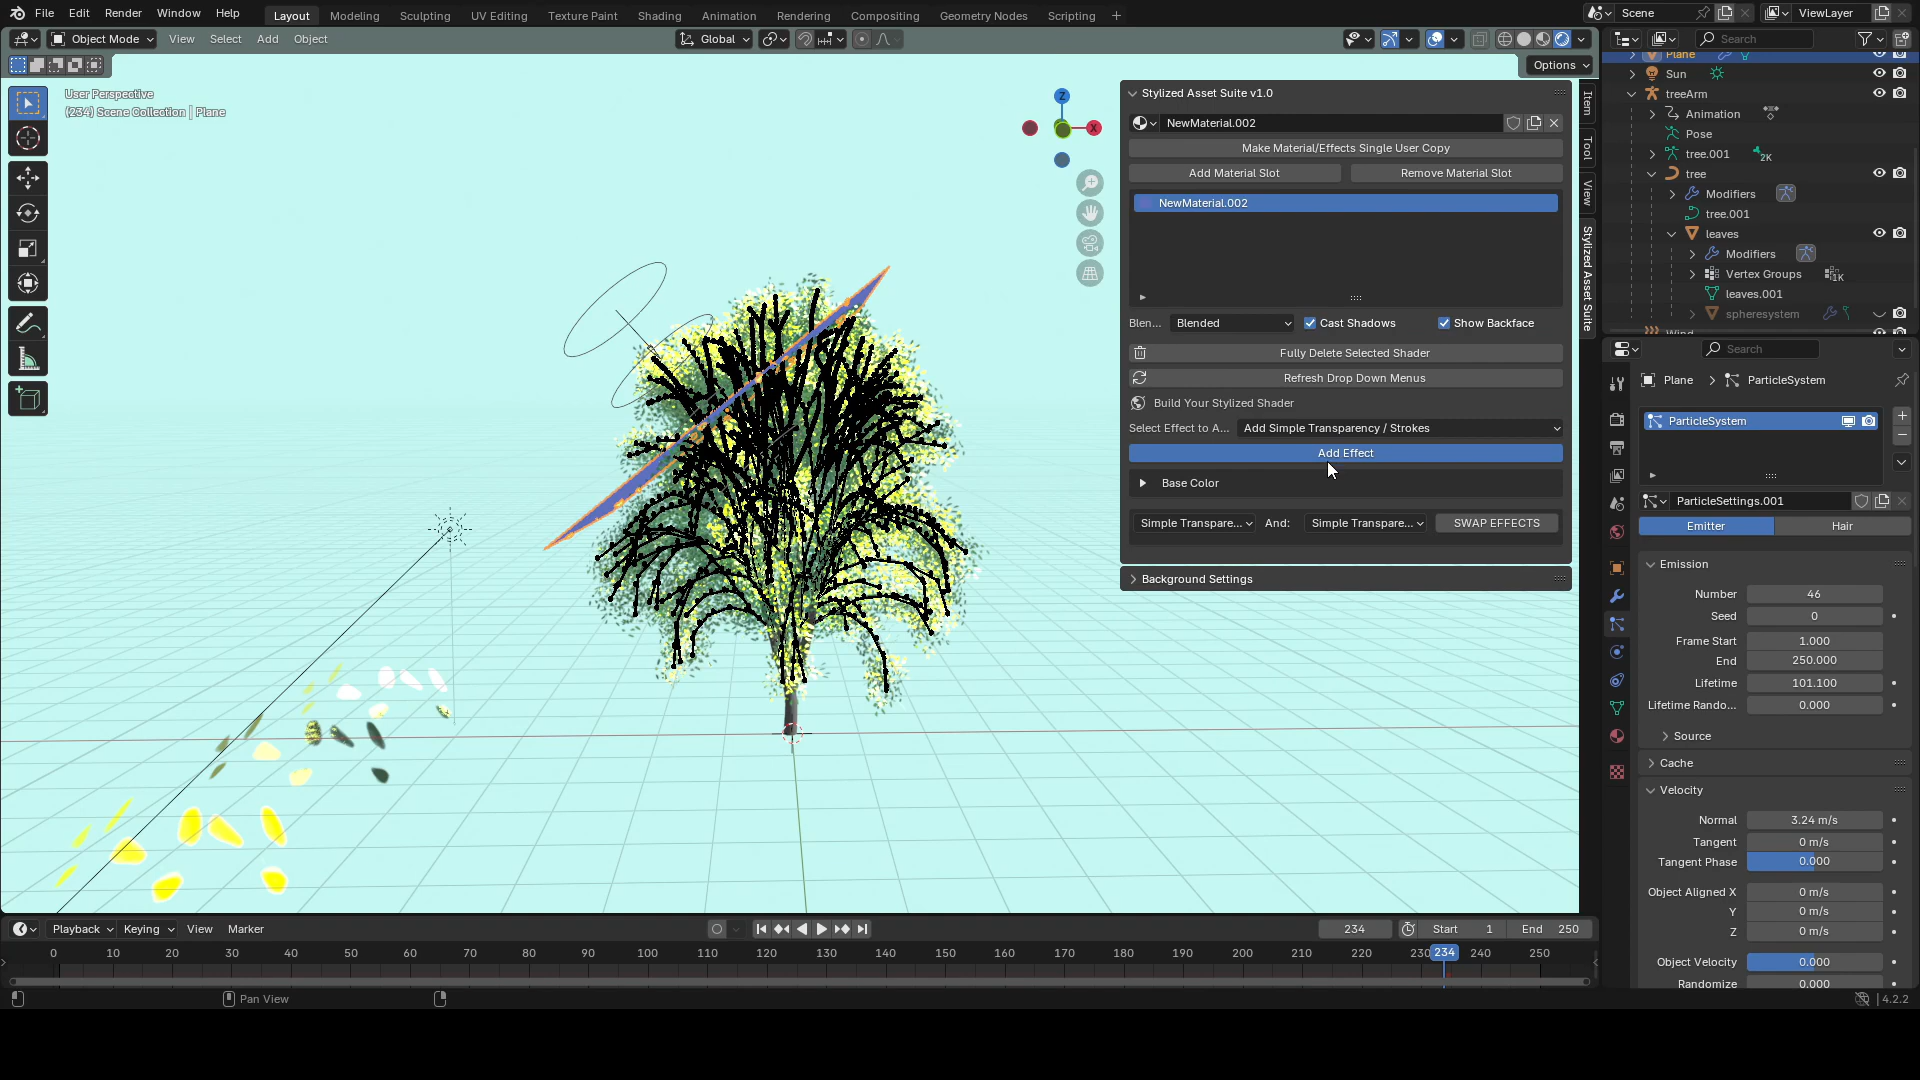 File Edit Render Window Help Layout Modeling Sculpting UV Editing Texture Paint Shading Animation Rendering Compositing Geometry Nodes Scripting + Scene ViewLayer
Object Mode View Select Add Object Global Search
Options
User Perspective
(234) Scene Collection | Plane
Z
X
Stylized Asset Suite v1.0
NewMaterial.002
Make Material/Effects Single User Copy
Add Material Slot Remove Material Slot
NewMaterial.002
Blen... Blended Cast Shadows Show Backface
Fully Delete Selected Shader
Refresh Drop Down Menus
Build Your Stylized Shader
Select Effect to A... Add Simple Transparency / Strokes
Add Effect
Base Color
Simple Transpare... And: Simple Transpare... SWAP EFFECTS
Background Settings
Item
Tool
View
Stylized Asset Suite
Plane
Sun
treeArm
Animation
Pose
tree.001 2K
tree
Modifiers
tree.001
leaves
Modifiers
Vertex Groups 1K
leaves.001
spheresystem
Wind
Search
Plane > ParticleSystem
ParticleSystem
ParticleSettings.001
Emitter Hair
Emission
Number 46
Seed 0
Frame Start 1.000
End 250.000
Lifetime 101.100
Lifetime Rando... 0.000
Source
Cache
Velocity
Normal 3.24 m/s
Tangent 0 m/s
Tangent Phase 0.000
Object Aligned X 0 m/s
Y 0 m/s
Z 0 m/s
Object Velocity 0.000
Randomize 0.000
Playback Keying View Marker 234 Start 1 End 250
0 10 20 30 40 50 60 70 80 90 100 110 120 130 140 150 160 170 180 190 200 210 220 230 234 240 250
Pan View 4.2.2